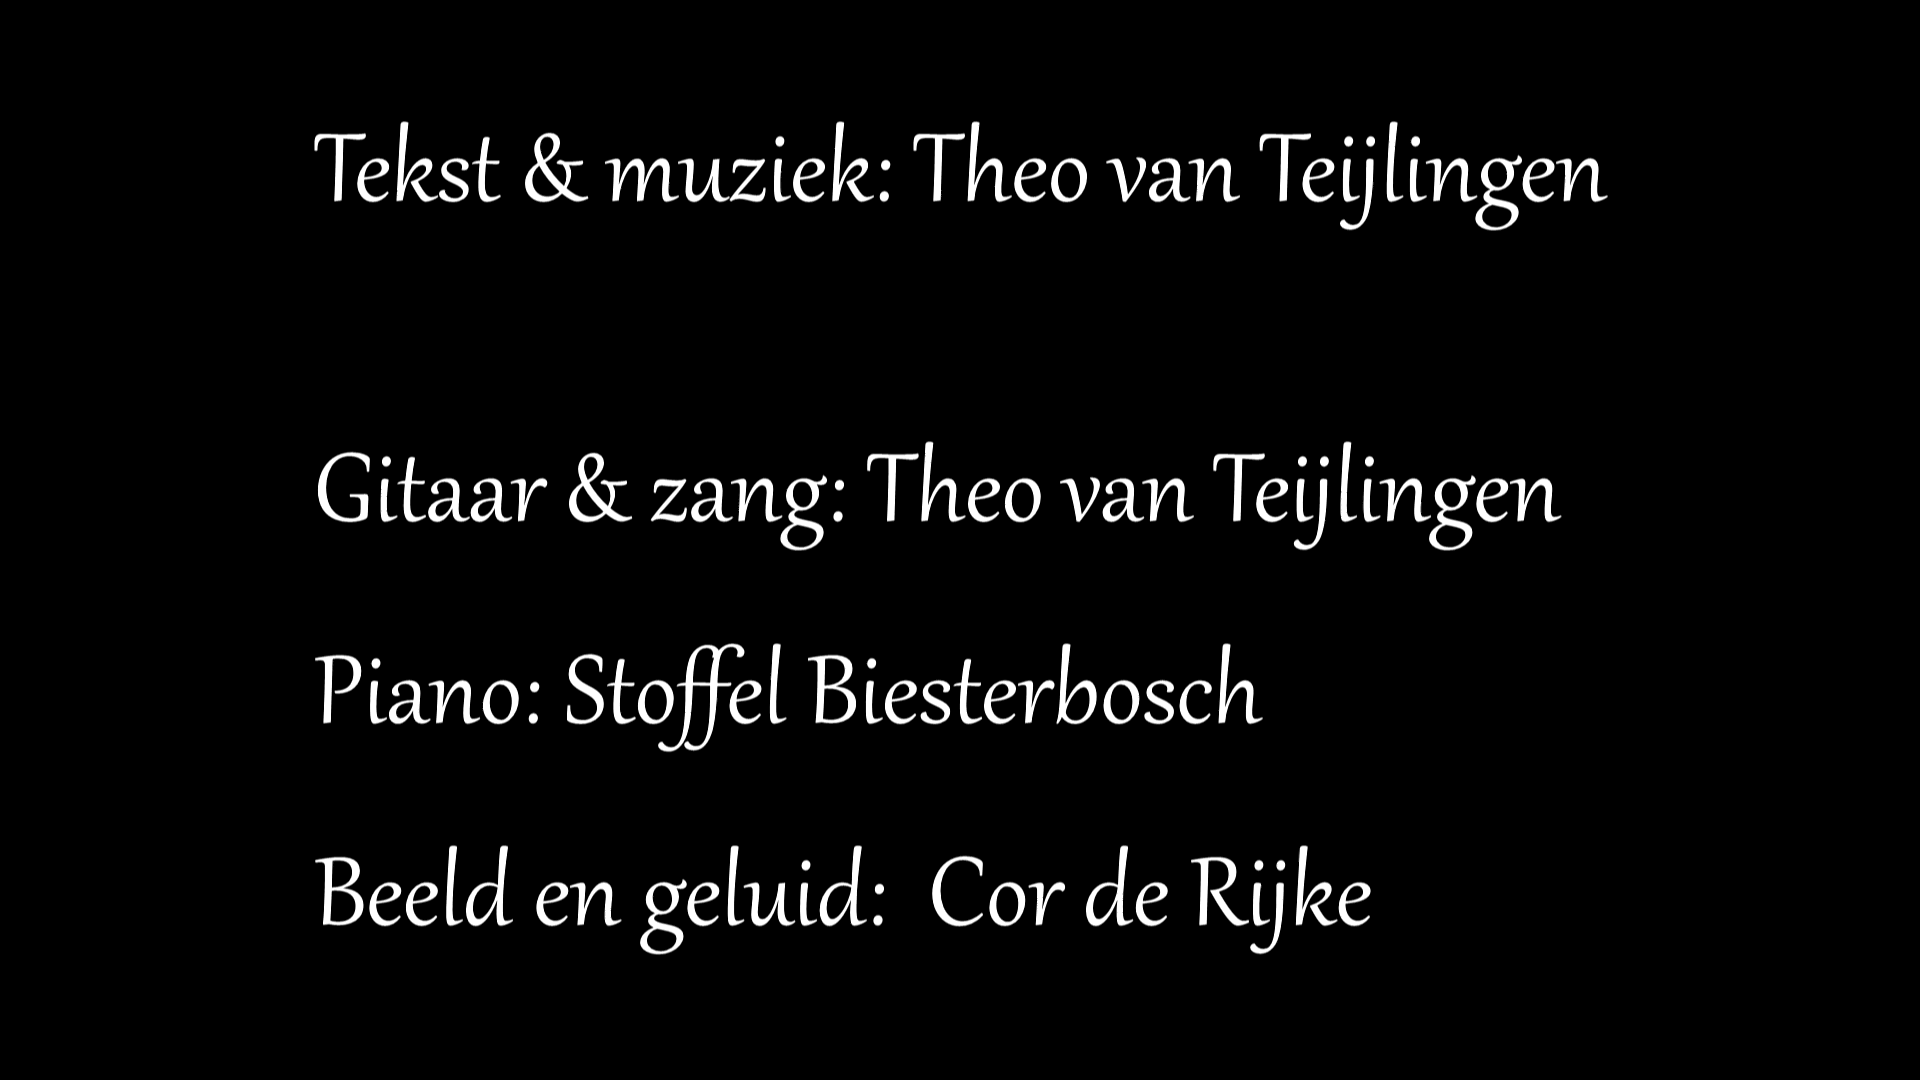 Tekst & muziek: Theo van Teijlingen
Gitaar & zang: Theo van Teijlingen
Piano: Stoffel Biesterbosch
Beeld en geluid: Cor de Rijke